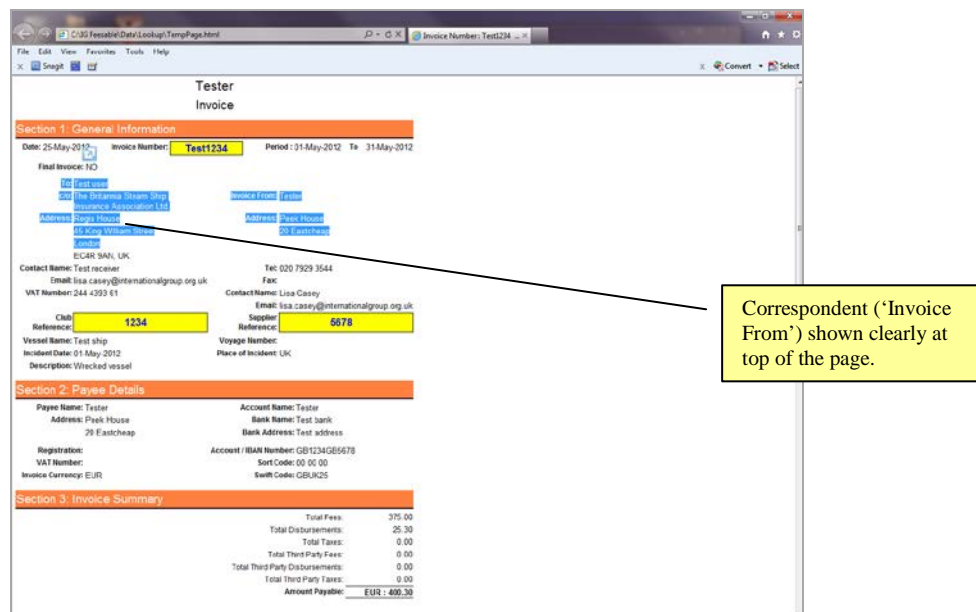 C:\JG Feesable\Data\Lookup\TempPage.html
Invoice Number: Test1234 ...
File Edit View Favorites Tools Help
x Snagit
x Convert Select
Tester
Invoice
Section 1: General Information
Date: 25-May-2012 Invoice Number: Test1234 Period : 01-May-2012 To 31-May-2012
Final Invoice: NO
To: Test user
c/o: The Britannia Steam Ship Invoice From: Tester
Insurance Association Ltd.
Address: Regis House Address: Peek House
45 King William Street 20 Eastcheap
London
EC4R 9AN, UK
Contact Name: Test receiver Tel: 020 7929 3544
Email: lisa.casey@internationalgroup.org.uk Fax:
VAT Number: 244 4393 61 Contact Name: Lisa Casey
Email: lisa.casey@internationalgroup.org.uk
Club Reference: 1234 Supplier Reference: 5678
Vessel Name: Test ship Voyage Number:
Incident Date: 01-May-2012 Place of Incident: UK
Description: Wrecked vessel
Section 2: Payee Details
Payee Name: Tester Account Name: Tester
Address: Peek House Bank Name: Test bank
20 Eastcheap Bank Address: Test address
Registration: Account / IBAN Number: GB1234GB5678
VAT Number: Sort Code: 00 00 00
Invoice Currency: EUR Swift Code: GBUK25
Section 3: Invoice Summary
Total Fees: 375.00
Total Disbursements: 25.30
Total Taxes: 0.00
Total Third Party Fees: 0.00
Total Third Party Disbursements: 0.00
Total Third Party Taxes: 0.00
Amount Payable: EUR : 400.30
Correspondent (‘Invoice
From’) shown clearly at
top of the page.